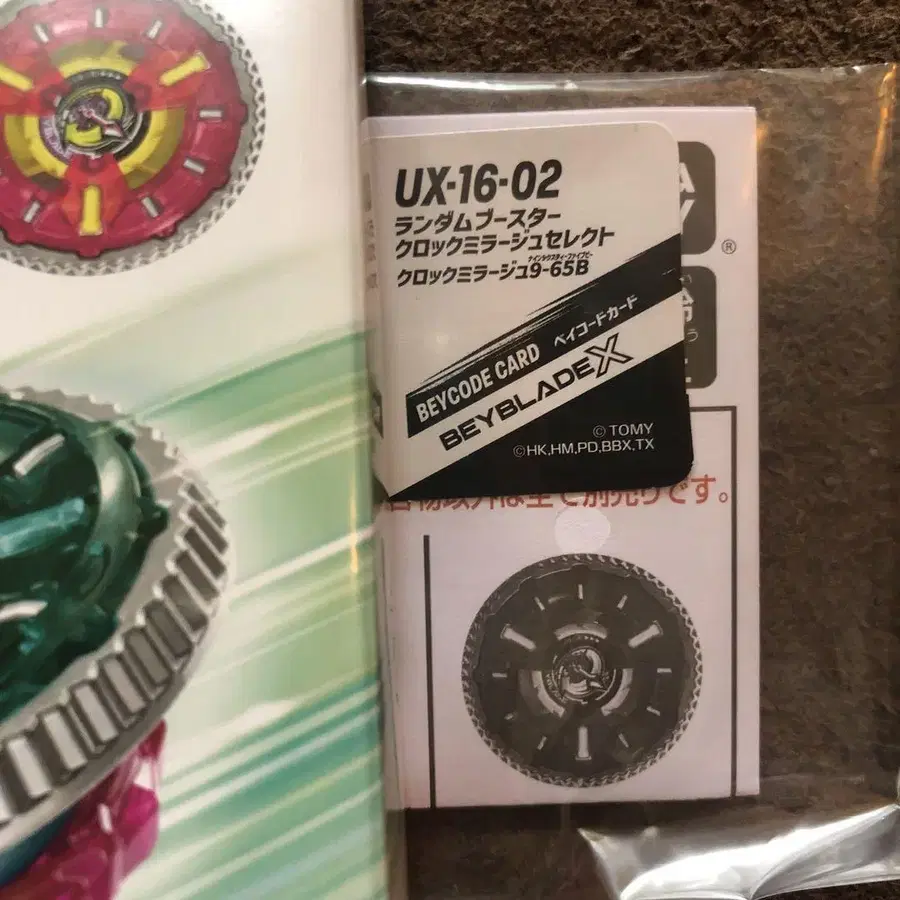 UX-16-02
ランダムブースター
クロックミラージュセレクト
ナインシックスティーファイブビー
クロックミラージュ9-65B
BEYCODE CARD ベイコードカード
BEYBLADE X
© TOMY
©HK,HM,PD,BBX,TX
®
は全て別売りです。